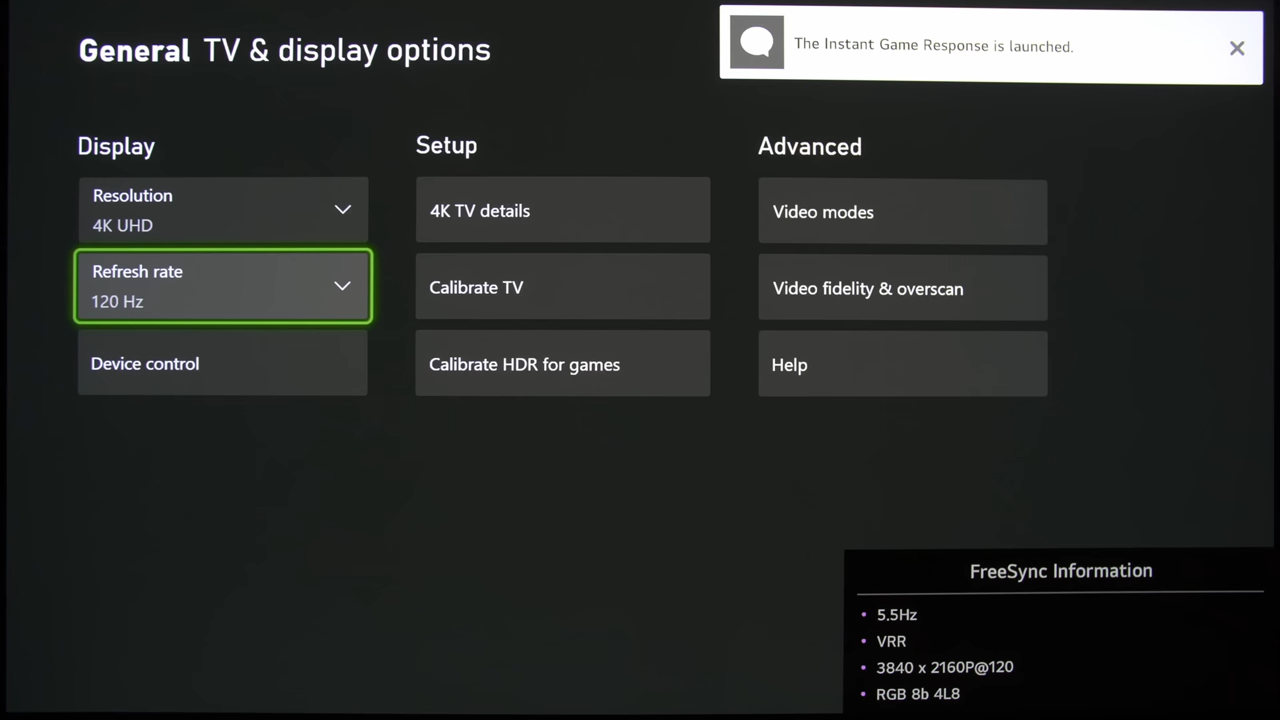 General TV & display options
The Instant Game Response is launched.
Display
Resolution
4K UHD
Refresh rate
120 Hz
Device control
Setup
4K TV details
Calibrate TV
Calibrate HDR for games
Advanced
Video modes
Video fidelity & overscan
Help
FreeSync Information
• 5.5Hz
• VRR
• 3840 x 2160P@120
• RGB 8b 4L8